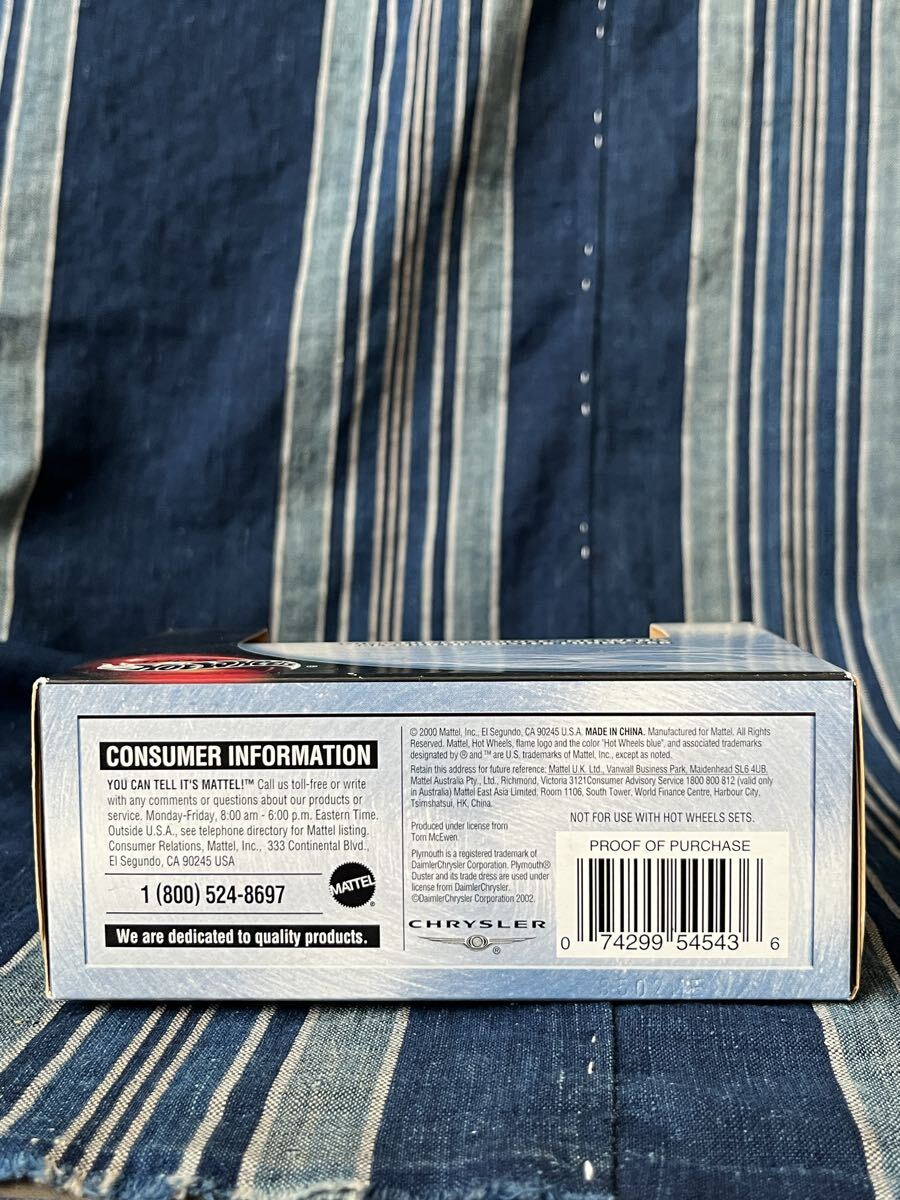 CONSUMER INFORMATION
YOU CAN TELL IT'S MATTEL!™ Call us toll-free or write
with any comments or questions about our products or
service. Monday-Friday, 8:00 am - 6:00 p.m. Eastern Time.
Outside U.S.A., see telephone directory for Mattel listing.
Consumer Relations, Mattel, Inc., 333 Continental Blvd.,
El Segundo, CA 90245 USA
1 (800) 524-8697
MATTEL®
We are dedicated to quality products.
© 2000 Mattel, Inc., El Segundo, CA 90245 U.S.A. MADE IN CHINA. Manufactured for Mattel. All Rights
Reserved. Mattel, Hot Wheels, flame logo and the color "Hot Wheels blue", and associated trademarks
designated by ® and ™ are U.S. trademarks of Mattel, Inc., except as noted.
Retain this address for future reference: Mattel U.K. Ltd., Vanwall Business Park, Maidenhead SL6 4UB.
Mattel Australia Pty., Ltd., Richmond, Victoria 3121 Consumer Advisory Service 1800 800 812 (valid only
in Australia) Mattel East Asia Limited, Room 1106, South Tower, World Finance Centre, Harbour City,
Tsimshatsui, HK, China.
Produced under license from
Tom McEwen.
Plymouth is a registered trademark of
DaimlerChrysler Corporation. Plymouth®
Duster and its trade dress are used under
license from DaimlerChrysler.
©DaimlerChrysler Corporation 2002.
CHRYSLER
®
NOT FOR USE WITH HOT WHEELS SETS.
PROOF OF PURCHASE
0 74299 54543 6